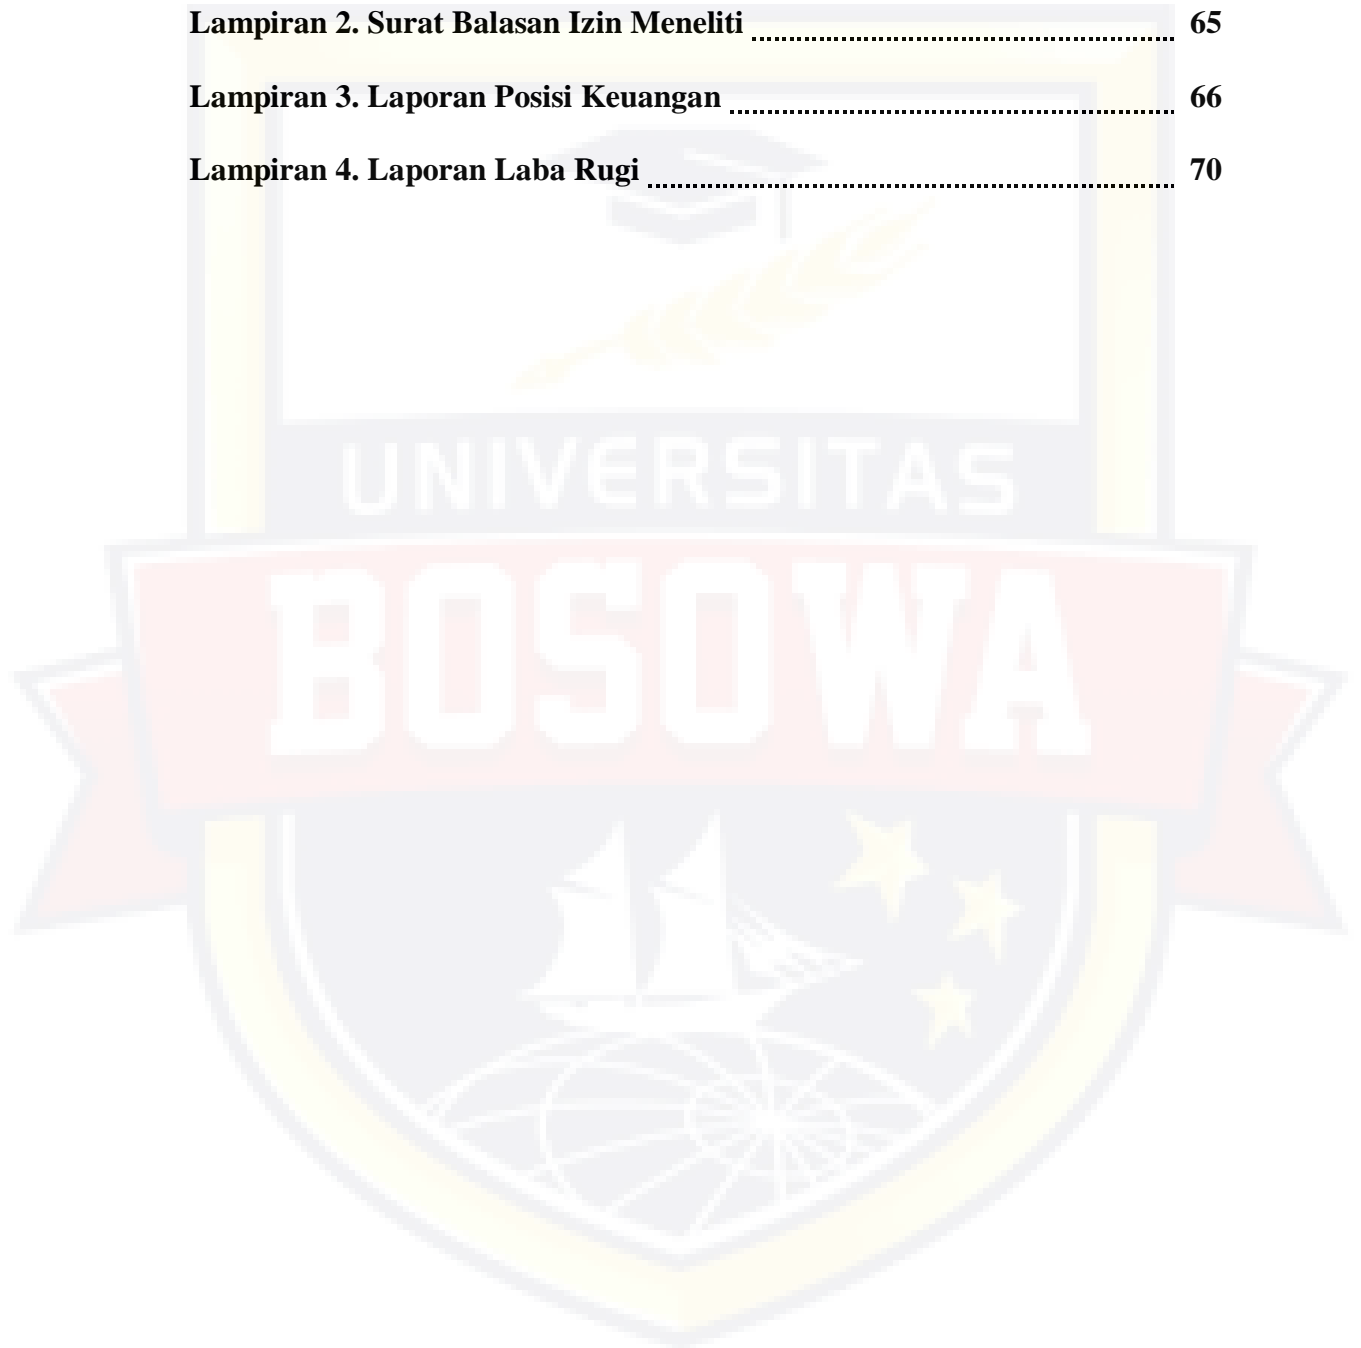 Lampiran 2. Surat Balasan Izin Meneliti ........................................................ 65
Lampiran 3. Laporan Posisi Keuangan ........................................................... 66
Lampiran 4. Laporan Laba Rugi ...................................................................... 70
UNIVERSITAS
BOSOWA